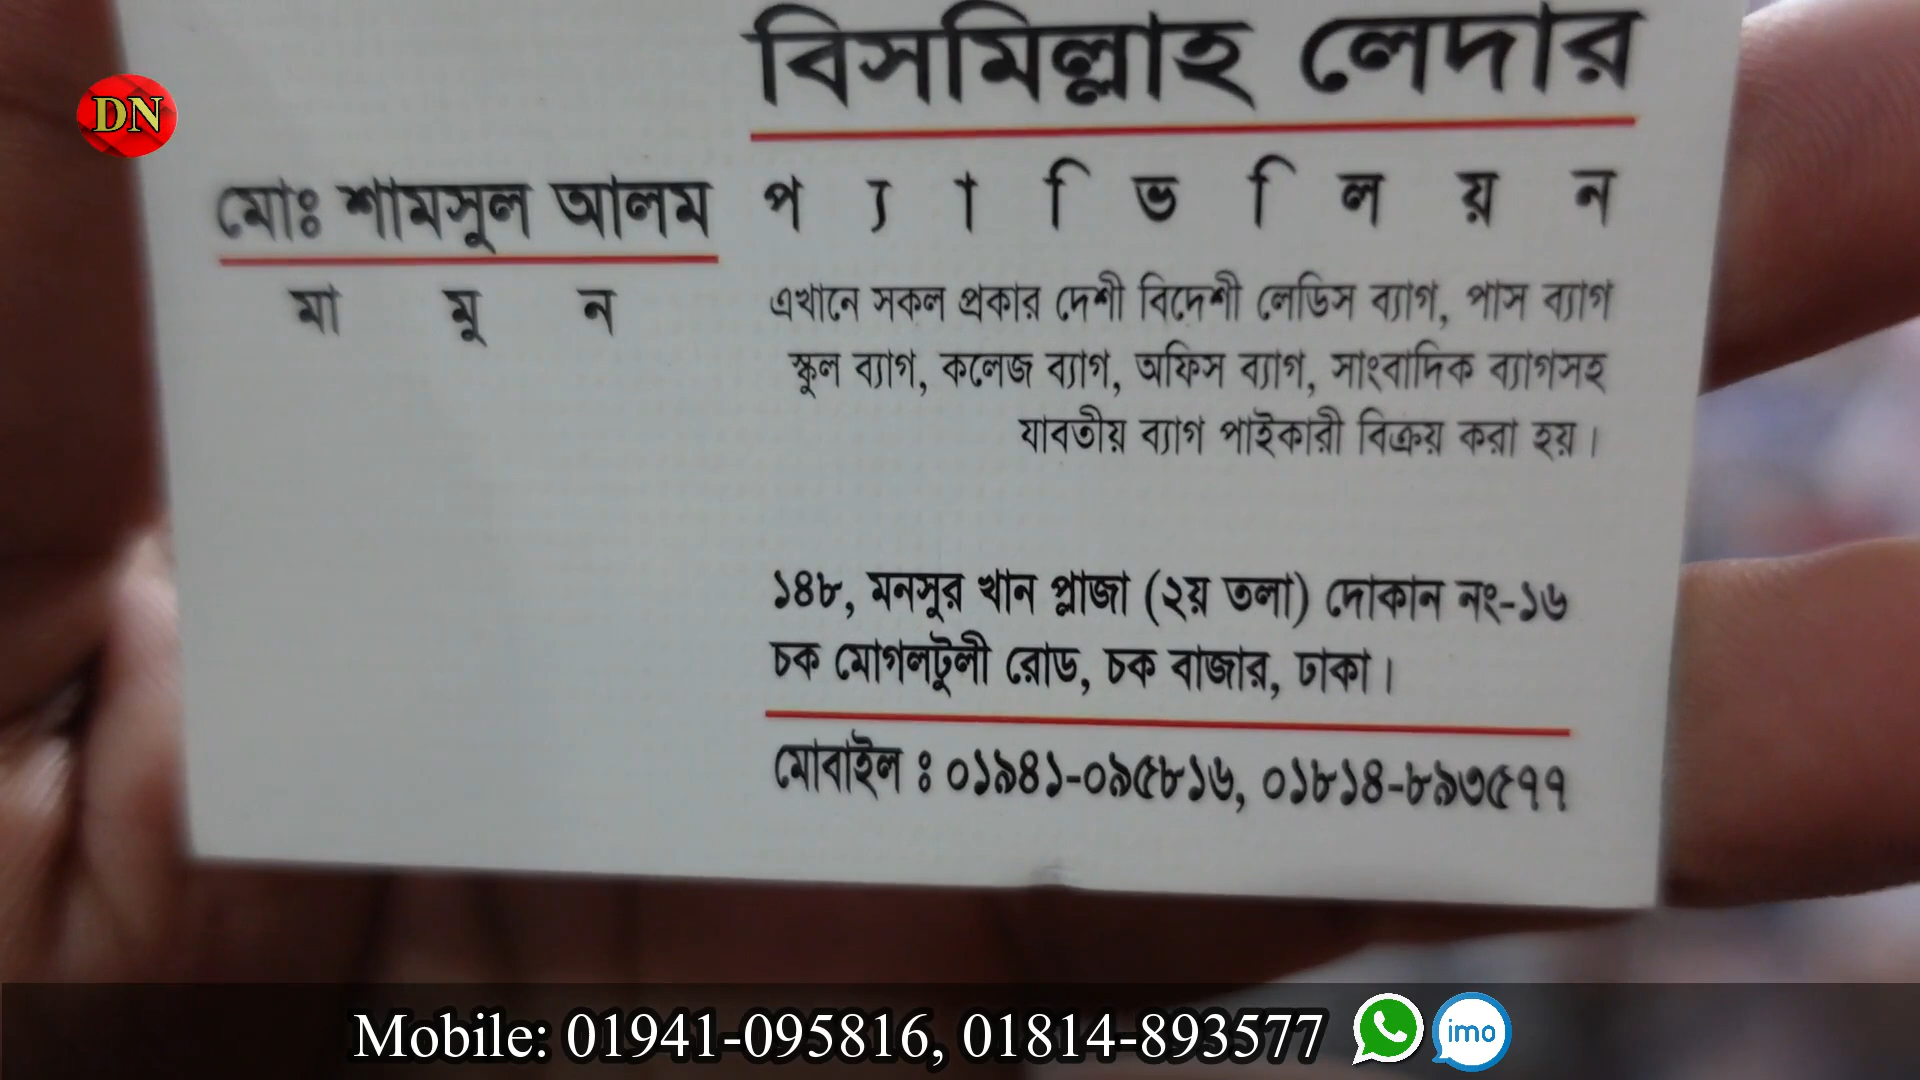 DN
বিসমিল্লাহ লেদার
প ্য া ি ভ ি ল য় ন
মোঃ শামসুল আলম
মা মু ন
এখানে সকল প্রকার দেশী বিদেশী লেডিস ব্যাগ, পাস ব্যাগ
স্কুল ব্যাগ, কলেজ ব্যাগ, অফিস ব্যাগ, সাংবাদিক ব্যাগসহ
যাবতীয় ব্যাগ পাইকারী বিক্রয় করা হয়।
১৪৮, মনসুর খান প্লাজা (২য় তলা) দোকান নং-১৬
চক মোগলটুলী রোড, চক বাজার, ঢাকা।
মোবাইল : ০১৯৪১-০৯৫৮১৬, ০১৮১৪-৮৯৩৫৭৭
Mobile: 01941-095816, 01814-893577
imo